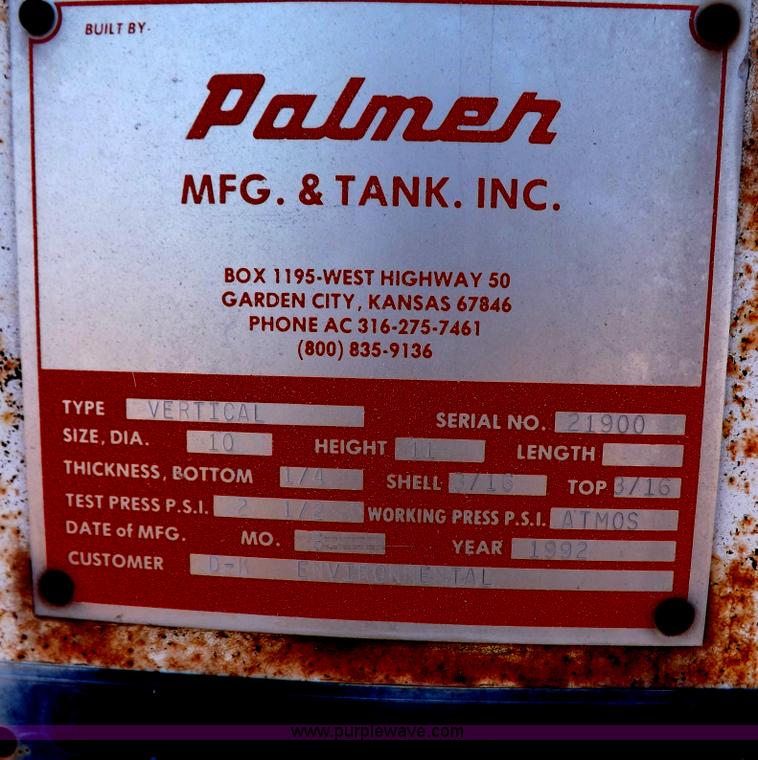 BUILT BY-
Palmer
MFG. & TANK. INC.
BOX 1195-WEST HIGHWAY 50
GARDEN CITY, KANSAS 67846
PHONE AC 316-275-7461
(800) 835-9136
TYPE VERTICAL SERIAL NO. 21900
SIZE, DIA. 10 HEIGHT 11 LENGTH
THICKNESS, BOTTOM 1/4 SHELL 3/16 TOP 3/16
TEST PRESS P.S.I. 2 1/2 WORKING PRESS P.S.I. ATMOS
DATE of MFG. MO. YEAR 1992
CUSTOMER D-K ENVIRONMENTAL
www.purplewave.com